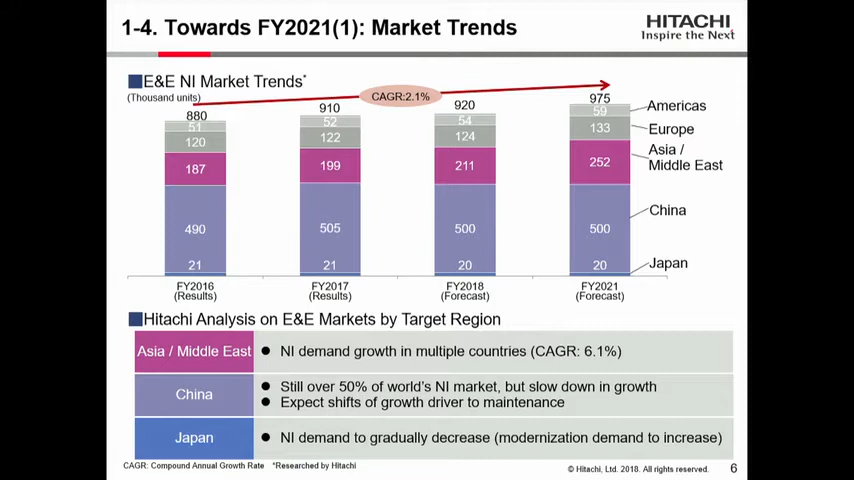 1-4. Towards FY2021(1): Market Trends
HITACHI
Inspire the Next
■E&E NI Market Trends*
(Thousand units)
CAGR:2.1%
880
910
920
975
51
52
54
59
Americas
120
122
124
133
Europe
187
199
211
252
Asia /
Middle East
490
505
500
500
China
21
21
20
20
Japan
FY2016
(Results)
FY2017
(Results)
FY2018
(Forecast)
FY2021
(Forecast)
■Hitachi Analysis on E&E Markets by Target Region
Asia / Middle East
● NI demand growth in multiple countries (CAGR: 6.1%)
China
● Still over 50% of world's NI market, but slow down in growth
● Expect shifts of growth driver to maintenance
Japan
● NI demand to gradually decrease (modernization demand to increase)
CAGR: Compound Annual Growth Rate *Researched by Hitachi
© Hitachi, Ltd. 2018. All rights reserved.
6